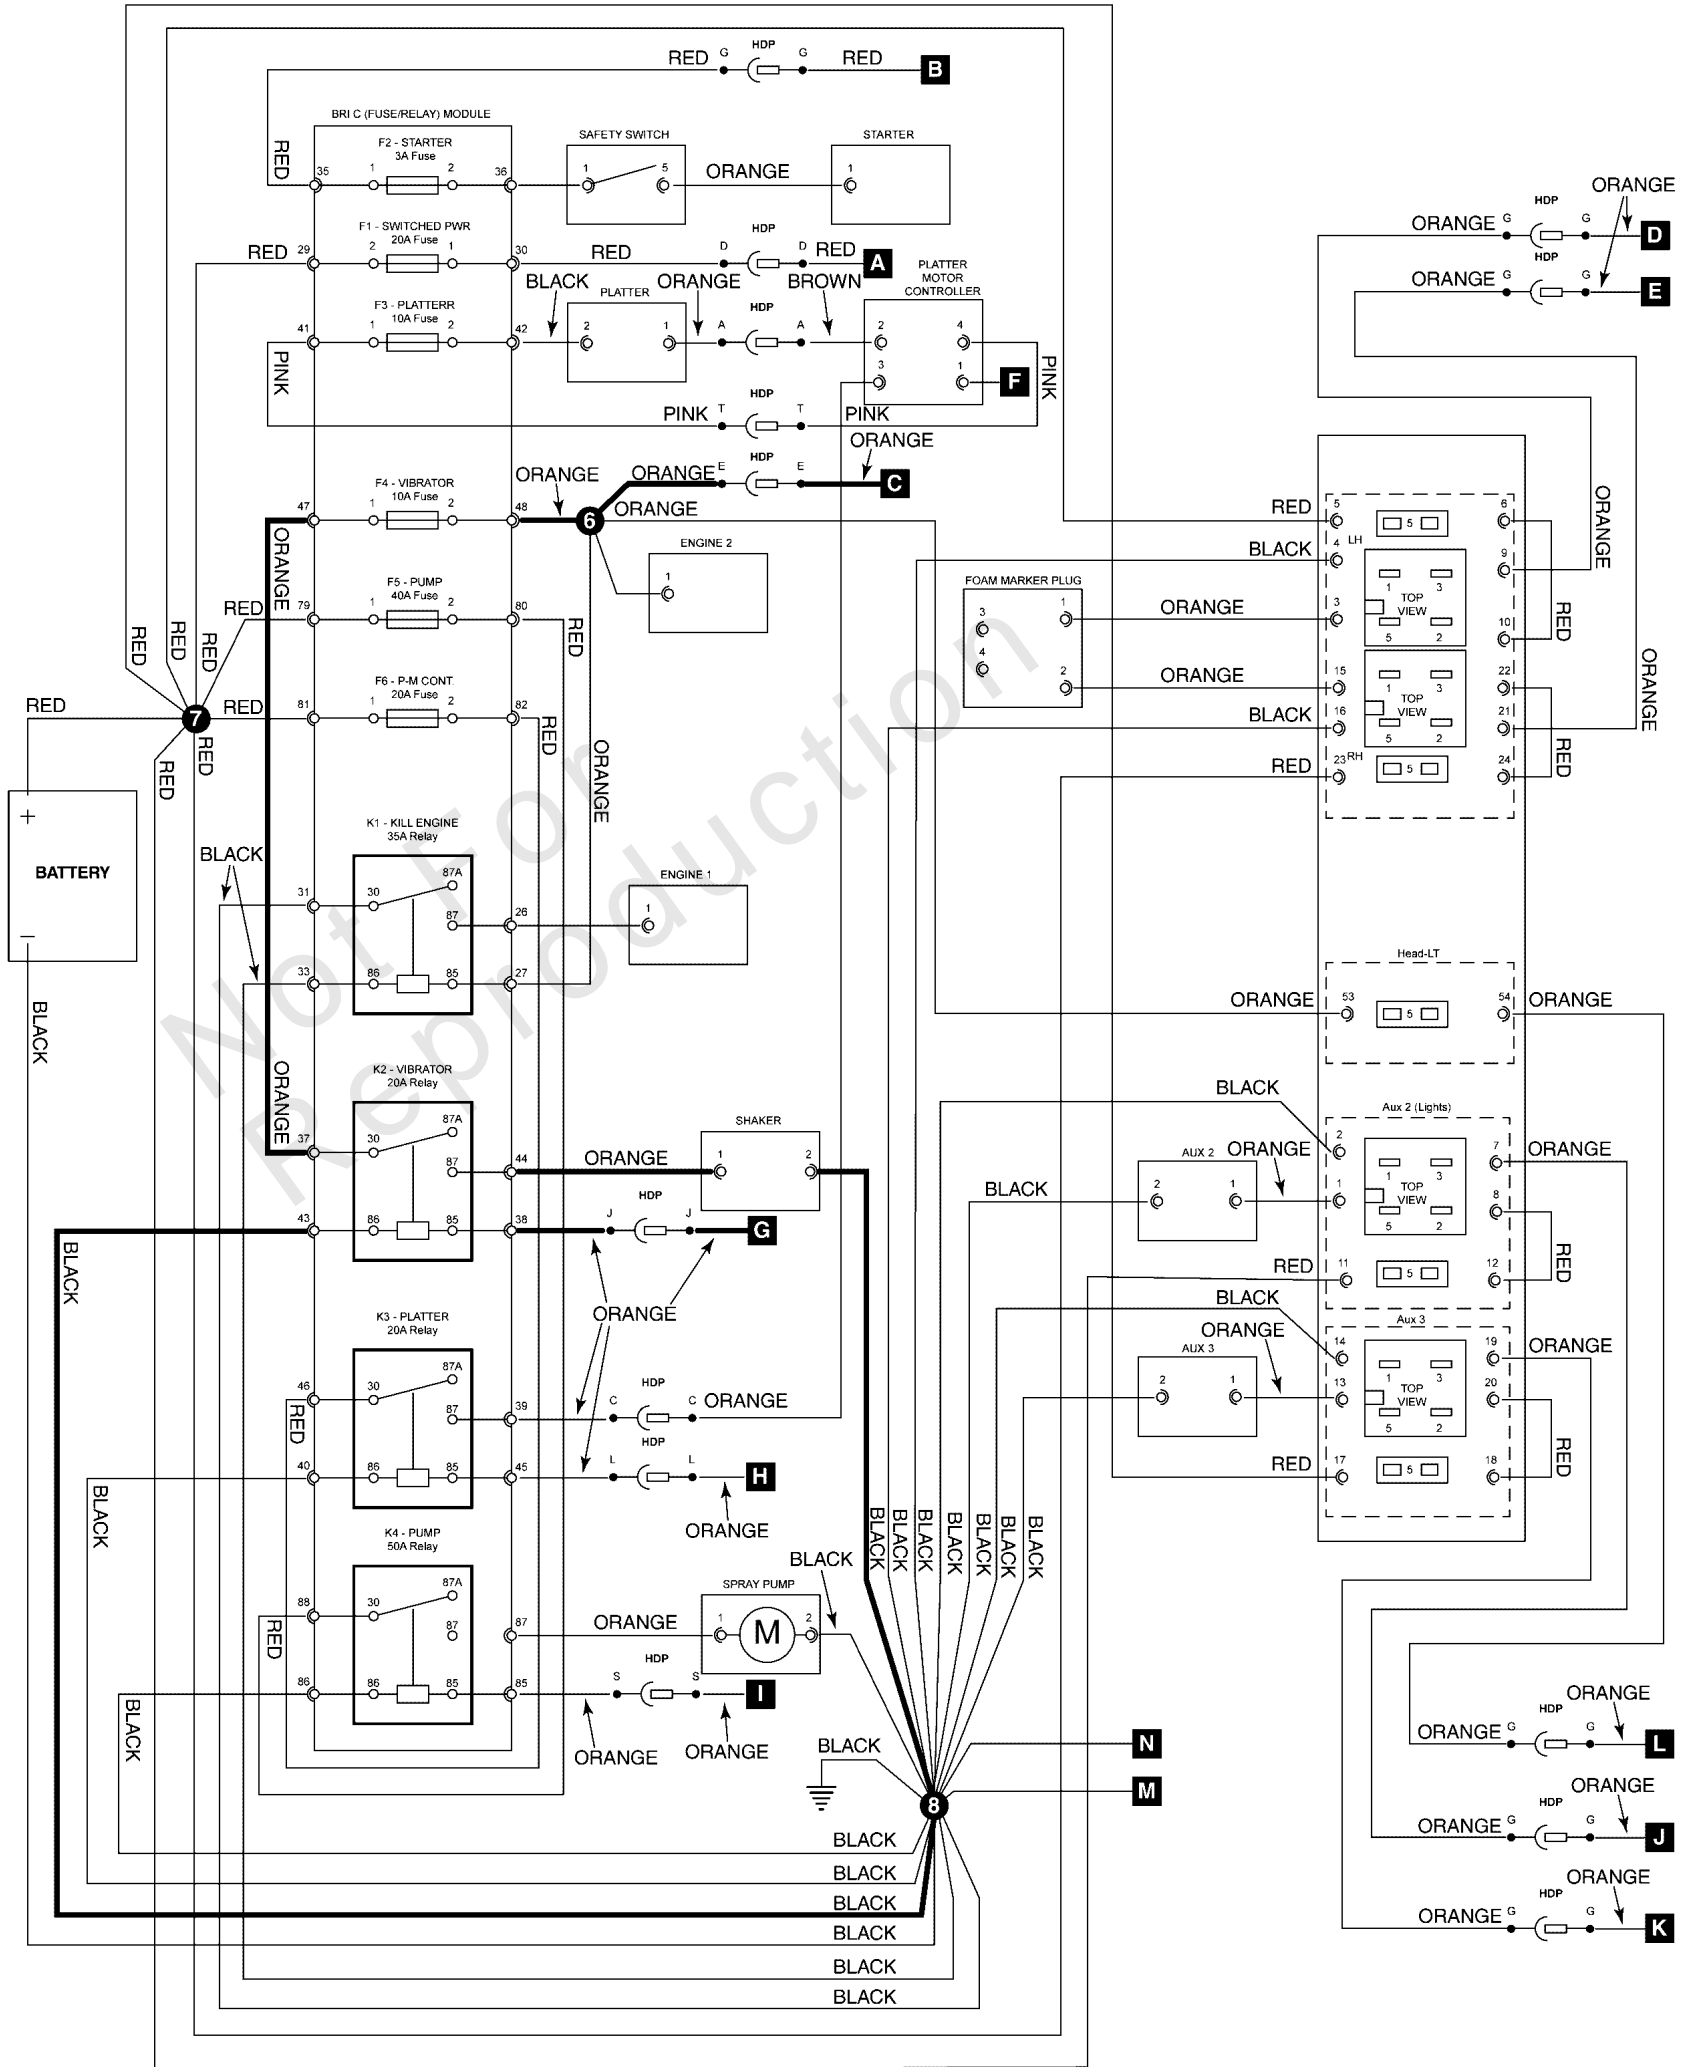 HDP
RED G G RED B
BRI C (FUSE/RELAY) MODULE
F2 - STARTER
3A Fuse
RED
35 1 2 36
SAFETY SWITCH
1 5
ORANGE
STARTER
1
F1 - SWITCHED PWR
20A Fuse
RED 29 2 1 30 RED
HDP
D D RED A
F3 - PLATTERR
10A Fuse
41 1 2 42
PINK
BLACK
PLATTER
2 1
ORANGE
HDP
A A
BROWN
PLATTER
MOTOR
CONTROLLER
2 4
3 1
F
PINK
HDP
PINK T T PINK
ORANGE
HDP
ORANGE E E C
F4 - VIBRATOR
10A Fuse
47 1 2 48
ORANGE
6
ORANGE
ORANGE
ENGINE 2
1
F5 - PUMP
40A Fuse
RED 79 1 2 80
RED
F6 - P-M CONT.
20A Fuse
RED 81 1 2 82
RED
ORANGE
RED
RED
RED
RED
7
RED
RED
+
BATTERY
–
BLACK
K1 - KILL ENGINE
35A Relay
BLACK
31 30 87A
87 26
33 86 85 27
ENGINE 1
1
K2 - VIBRATOR
20A Relay
ORANGE
37 30 87A
87 44
43 86 85 38
ORANGE
SHAKER
1 2
HDP
J J G
BLACK
ORANGE
K3 - PLATTER
20A Relay
46 30 87A
RED
87 39
40 86 85 45
HDP
C C ORANGE
HDP
L L H
ORANGE
BLACK
K4 - PUMP
50A Relay
88 30 87A
RED
87 87
86 86 85 85
BLACK
ORANGE
SPRAY PUMP
1 M 2
BLACK
HDP
S S I
ORANGE
ORANGE
BLACK
BLACK
BLACK
BLACK
BLACK
BLACK
BLACK
BLACK
8
N
M
BLACK
BLACK
BLACK
BLACK
BLACK
BLACK
ORANGE
HDP
ORANGE G G D
HDP
ORANGE G G E
ORANGE
ORANGE
FOAM MARKER PLUG
3 1
4
2
RED 5 5 6
BLACK 4 LH 9
ORANGE 3 10
1 3
TOP
VIEW
5 2
RED
ORANGE 15 22
BLACK 16 21
1 3
TOP
VIEW
5 2
RED
RED 23 RH 5 24
Head-LT
ORANGE 53 5 54 ORANGE
Aux 2 (Lights)
BLACK
2 7 ORANGE
1 8
1 3
TOP
VIEW
5 2
AUX 2
2 1
ORANGE
BLACK
RED 11 5 12
RED
Aux 3
BLACK
ORANGE
14 19 ORANGE
13 20
1 3
TOP
VIEW
5 2
AUX 3
2 1
RED 17 5 18
RED
ORANGE
HDP
ORANGE G G L
ORANGE
HDP
ORANGE G G J
ORANGE
HDP
ORANGE G G K
Not For
Reproduction